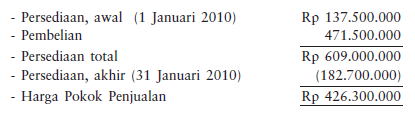 - Persediaan, awal (1 Januari 2010) Rp 137.500.000
- Pembelian 471.500.000
- Persediaan total Rp 609.000.000
- Persediaan, akhir (31 Januari 2010) (182.700.000)
- Harga Pokok Penjualan Rp 426.300.000